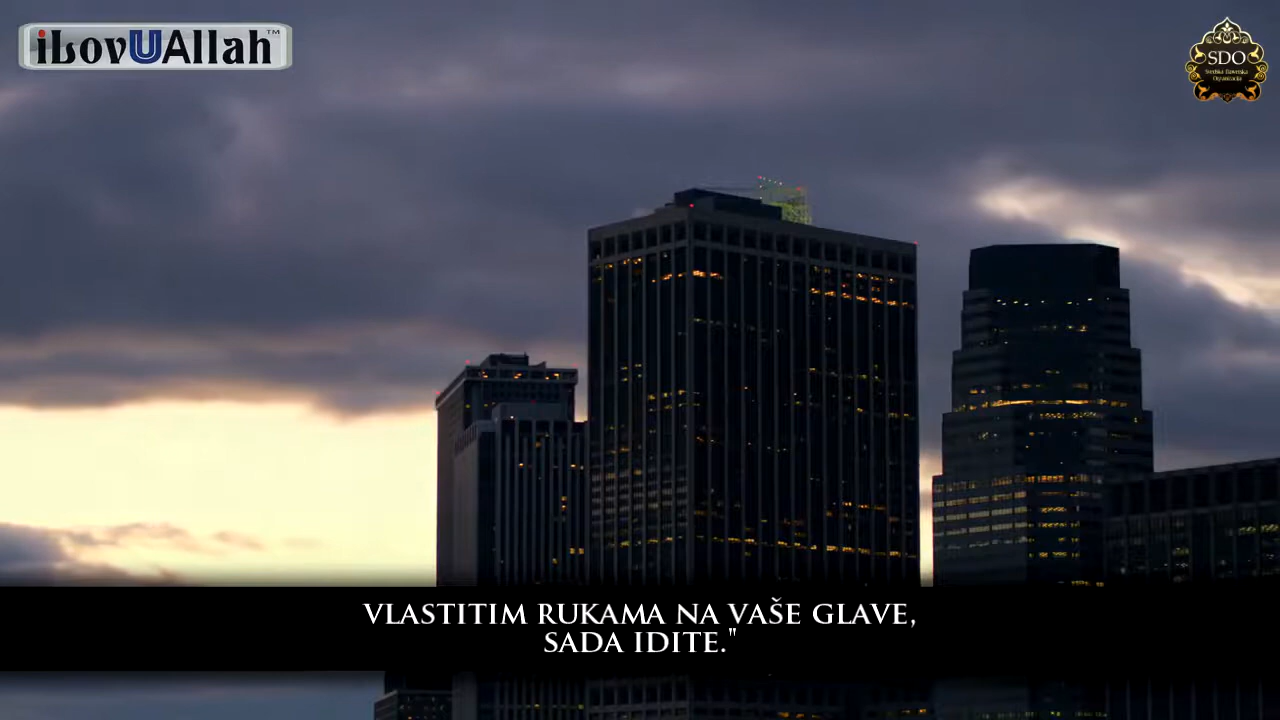 iLovUAllah™
SDO
VLASTITIM RUKAMA NA VAŠE GLAVE,
SADA IDITE."